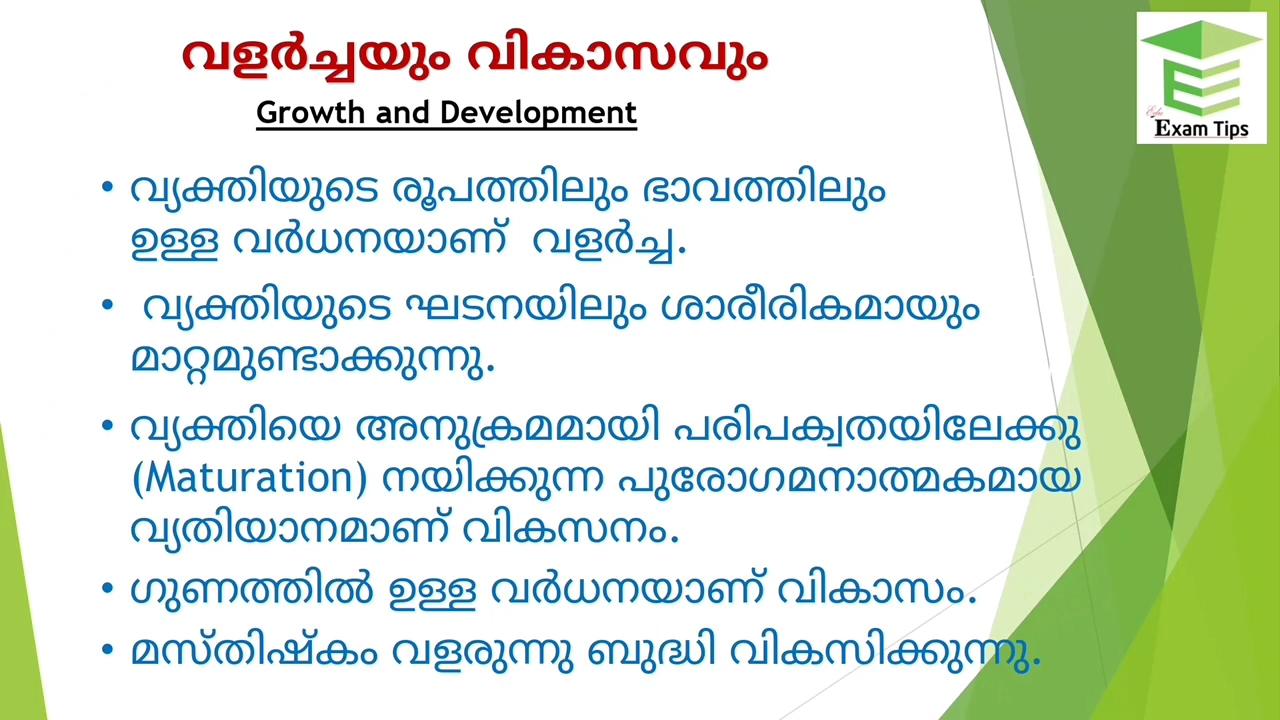 വളർച്ചയും വികാസവും
Growth and Development
Edu
Exam Tips
• വ്യക്തിയുടെ രൂപത്തിലും ഭാവത്തിലും
ഉള്ള വർധനയാണ് വളർച്ച.
• വ്യക്തിയുടെ ഘടനയിലും ശാരീരികമായും
മാറ്റമുണ്ടാക്കുന്നു.
• വ്യക്തിയെ അനുക്രമമായി പരിപക്വതയിലേക്കു
(Maturation) നയിക്കുന്ന പുരോഗമനാത്മകമായ
വ്യതിയാനമാണ് വികസനം.
• ഗുണത്തിൽ ഉള്ള വർധനയാണ് വികാസം.
• മസ്തിഷ്കം വളരുന്നു ബുദ്ധി വികസിക്കുന്നു.